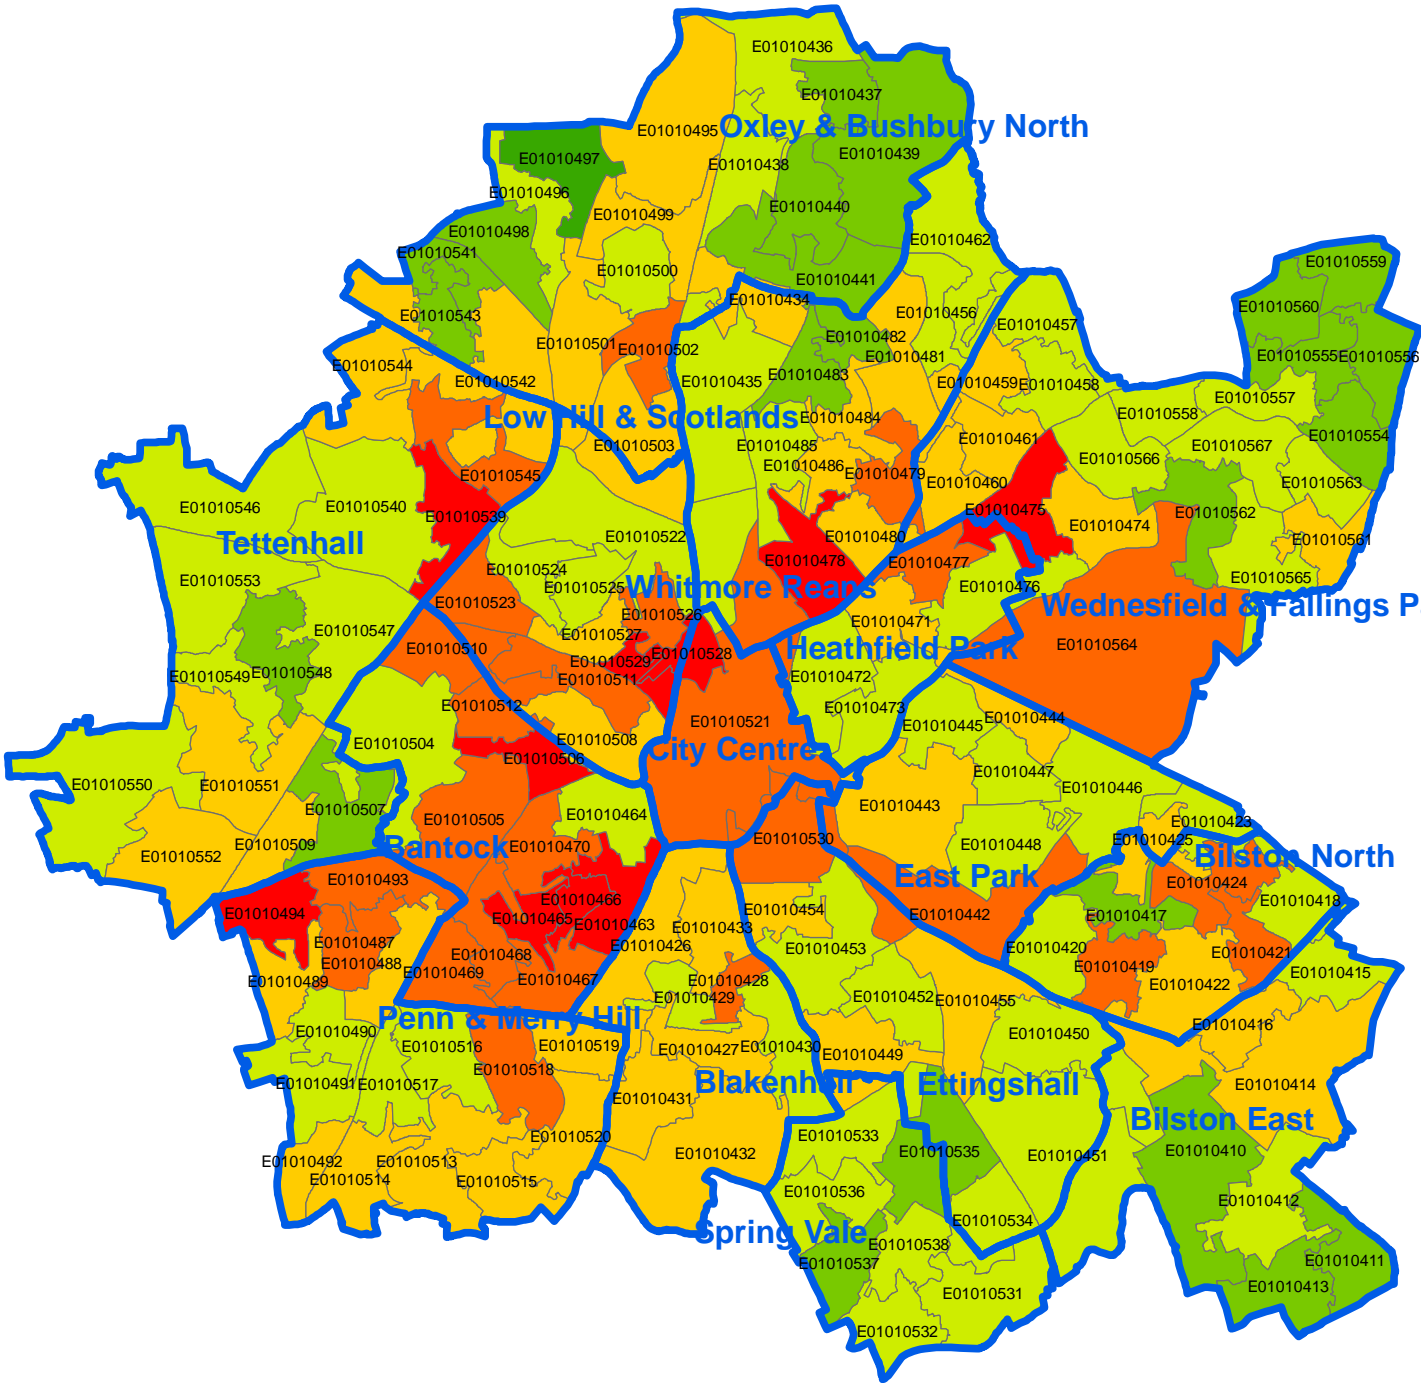 E01010436
E01010437
Oxley & Bushbury North
E01010495
E01010439
E01010497
E01010438
E01010496
E01010440
E01010499
E01010498
E01010462
E01010541
E01010559
E01010500
E01010441
E01010434
E01010560
E01010543
E01010456
E01010457
E01010482
E01010501
E01010502
E01010481
E01010555
E01010556
E01010544
E01010483
E01010542
E01010435
E01010459
E01010458
E01010557
E01010558
Low Hill & Scotlands
E01010484
E01010461
E01010554
E01010503
E01010485
E01010567
E01010486
E01010566
E01010545
E01010479
E01010460
E01010563
E01010546
E01010540
E01010539
E01010475
E01010562
E01010474
E01010522
E01010480
E01010561
Tettenhall
E01010478
E01010477
E01010524
E01010553
E01010525
E01010476
E01010565
Whitmore Reans
E01010523
Wednesfield & Fallings P
E01010526
E01010547
E01010527
E01010471
E01010510
E01010528
Heathfield Park
E01010564
E01010529
E01010549
E01010548
E01010511
E01010472
E01010512
E01010473
E01010521
E01010445
E01010444
E01010504
E01010508
City Centre
E01010506
E01010447
E01010550
E01010551
E01010446
E01010507
E01010443
E01010464
E01010505
E01010423
E01010530
E01010425
E01010509
E01010470
E01010448
Bantock
E01010552
Bilston North
E01010493
East Park
E01010424
E01010466
E01010418
E01010494
E01010465
E01010454
E01010442
E01010417
E01010463
E01010433
E01010487
E01010426
E01010453
E01010420
E01010468
E01010421
E01010488
E01010419
E01010469
E01010415
E01010489
E01010467
E01010428
E01010422
E01010429
E01010452
E01010455
Penn & Merry Hill
E01010416
E01010490
E01010450
E01010516
E01010519
E01010427
E01010430
E01010449
E01010518
E01010491
E01010517
Blakenhall
Ettingshall
E01010414
E01010431
Bilston East
E01010520
E01010533
E01010432
E01010535
E01010410
E01010451
E01010492
E01010513
E01010514
E01010515
E01010536
E01010412
E01010534
Spring Vale
E01010538
E01010537
E01010411
E01010413
E01010531
E01010532